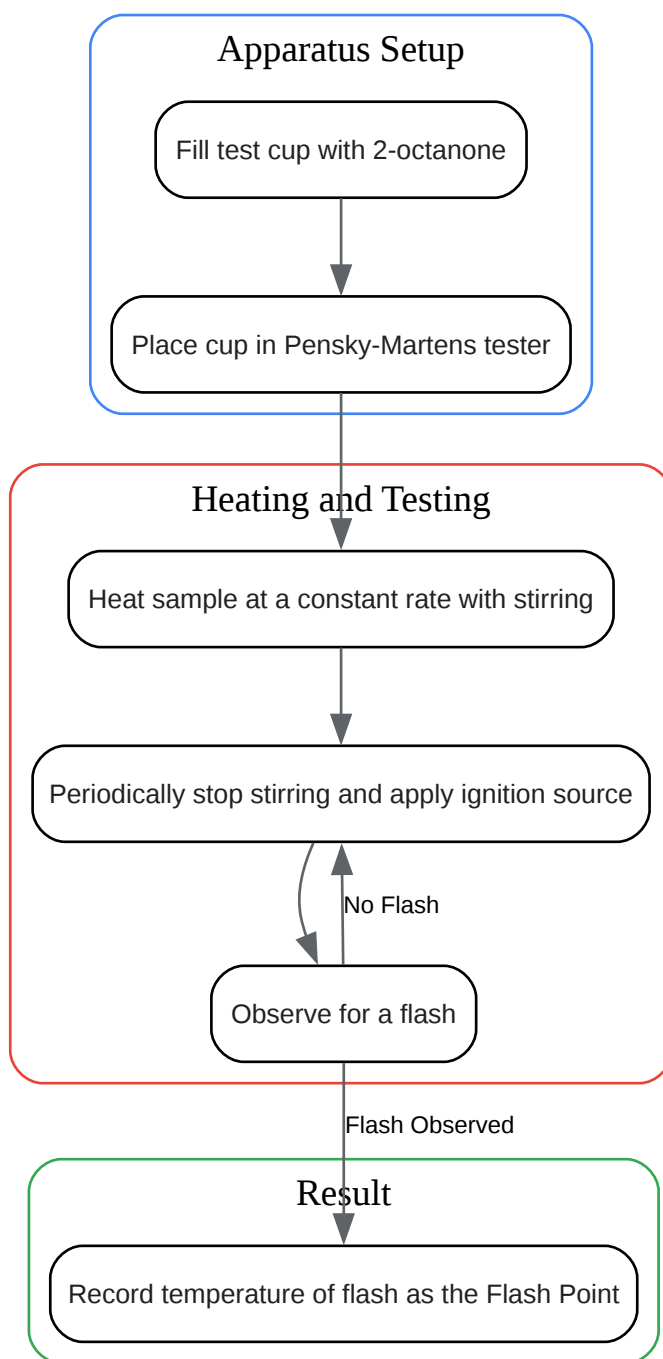 Apparatus Setup
Fill test cup with 2-octanone
Place cup in Pensky-Martens tester
Heating and Testing
Heat sample at a constant rate with stirring
Periodically stop stirring and apply ignition source
No Flash
Observe for a flash
Flash Observed
Result
Record temperature of flash as the Flash Point